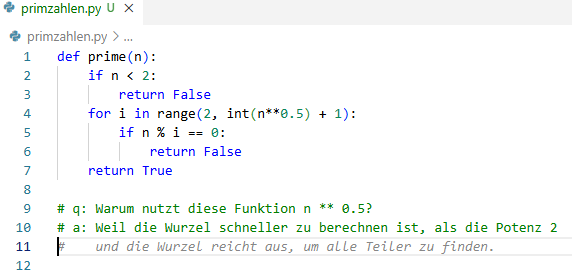 primzahlen.py U ×
primzahlen.py > ...
1 def prime(n):
2     if n < 2:
3         return False
4     for i in range(2, int(n**0.5) + 1):
5         if n % i == 0:
6             return False
7     return True
8
9 # q: Warum nutzt diese Funktion n ** 0.5?
10 # a: Weil die Wurzel schneller zu berechnen ist, als die Potenz 2
11 #    und die Wurzel reicht aus, um alle Teiler zu finden.
12